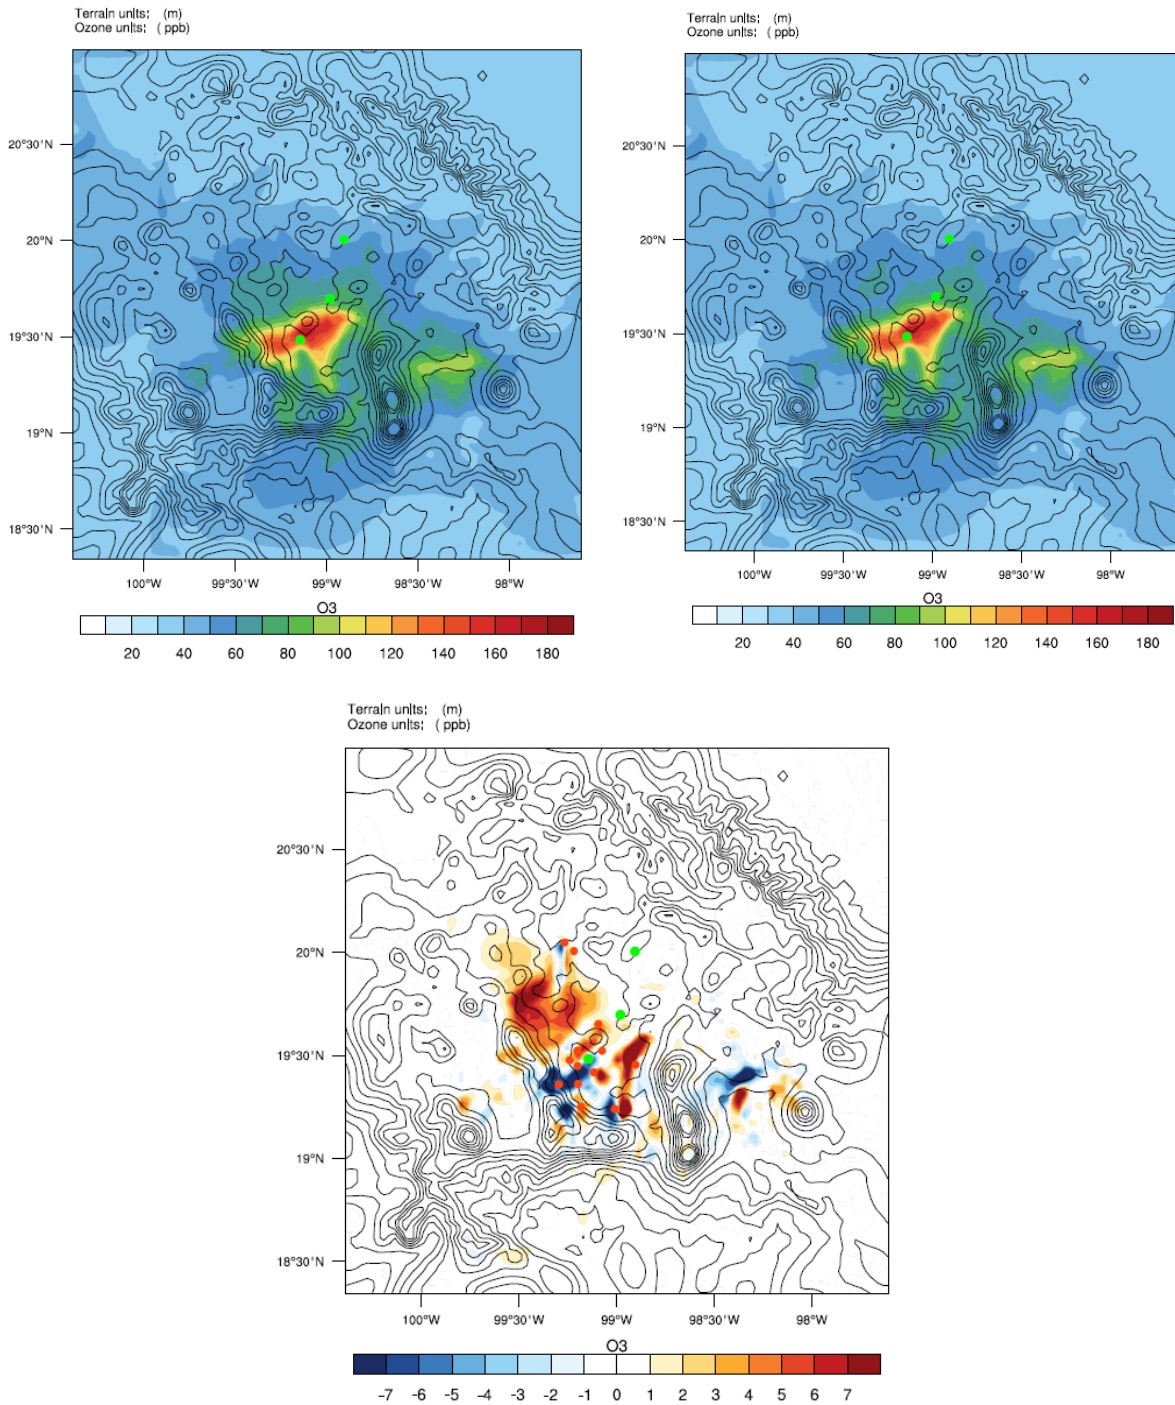 Terrain units: (m)
Ozone units: ( ppb)
20°30'N
20°N
19°30'N
19°N
18°30'N
100°W 99°30'W 99°W 98°30'W 98°W
O3
20 40 60 80 100 120 140 160 180
Terrain units: (m)
Ozone units: ( ppb)
20°30'N
20°N
19°30'N
19°N
18°30'N
100°W 99°30'W 99°W 98°30'W 98°W
O3
20 40 60 80 100 120 140 160 180
Terrain units: (m)
Ozone units: ( ppb)
20°30'N
20°N
19°30'N
19°N
18°30'N
100°W 99°30'W 99°W 98°30'W 98°W
O3
-7 -6 -5 -4 -3 -2 -1 0 1 2 3 4 5 6 7